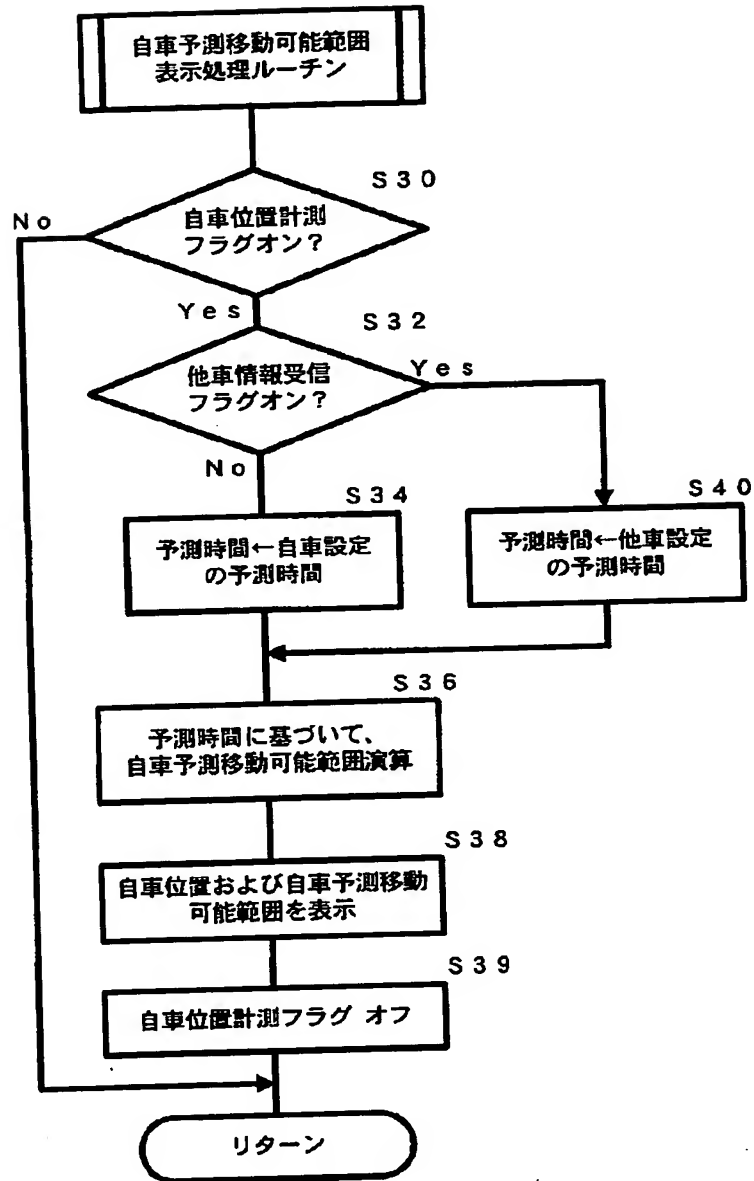 自車予測移動可能範囲
表示処理ルーチン
S30
No
自車位置計測
フラグオン？
Yes
S32
他車情報受信
フラグオン？
Yes
No
S34
S40
予測時間←自車設定
の予測時間
予測時間←他車設定
の予測時間
S36
予測時間に基づいて、
自車予測移動可能範囲演算
S38
自車位置および自車予測移動
可能範囲を表示
S39
自車位置計測フラグ オフ
リターン